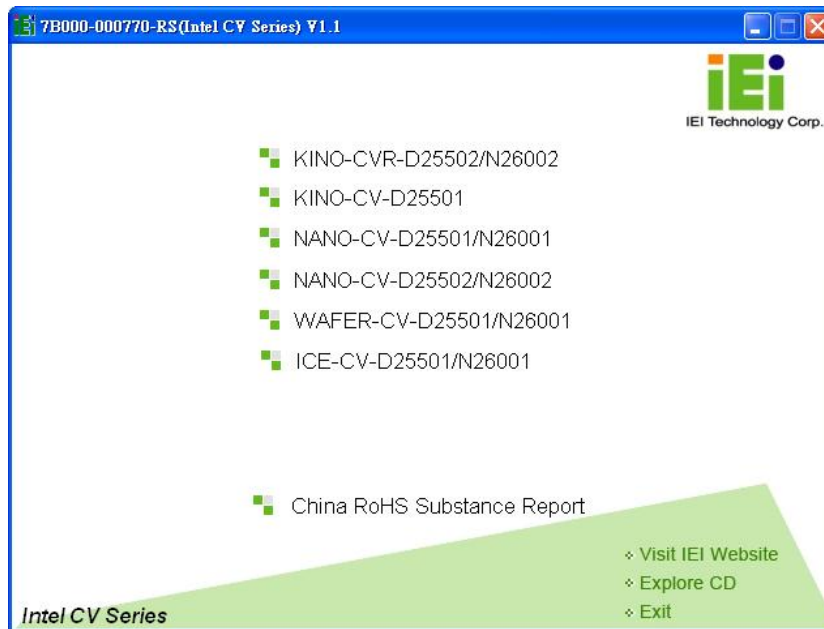 7B000-000770-RS(Intel CV Series) V1.1
iEi
IEI Technology Corp.
KINO-CVR-D25502/N26002
KINO-CV-D25501
NANO-CV-D25501/N26001
NANO-CV-D25502/N26002
WAFER-CV-D25501/N26001
ICE-CV-D25501/N26001
China RoHS Substance Report
Visit IEI Website
Explore CD
Exit
Intel CV Series